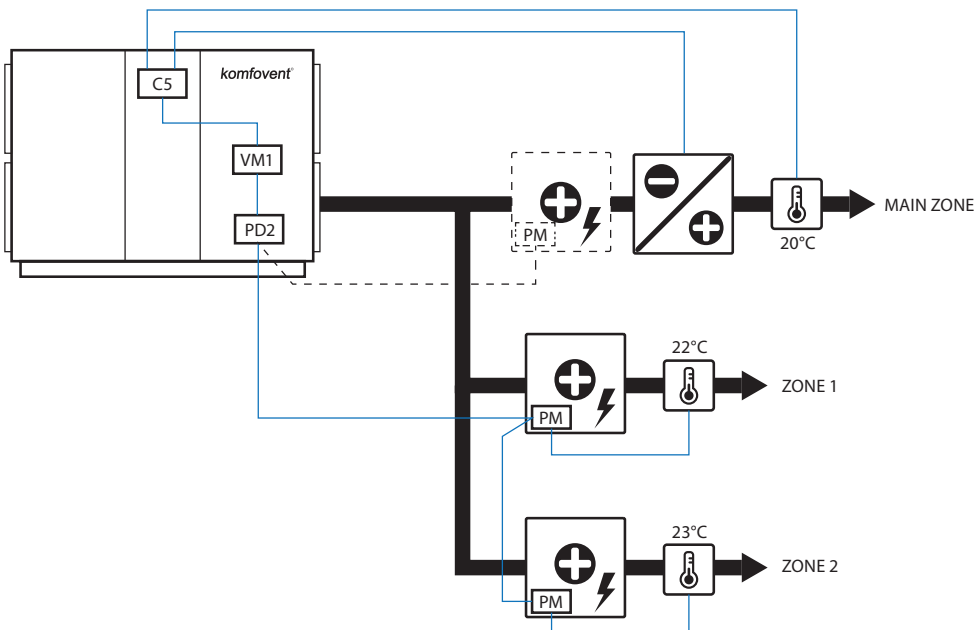 C5
komfovent
VM1
PD2
PM
20°C
MAIN ZONE
22°C
PM
ZONE 1
23°C
PM
ZONE 2